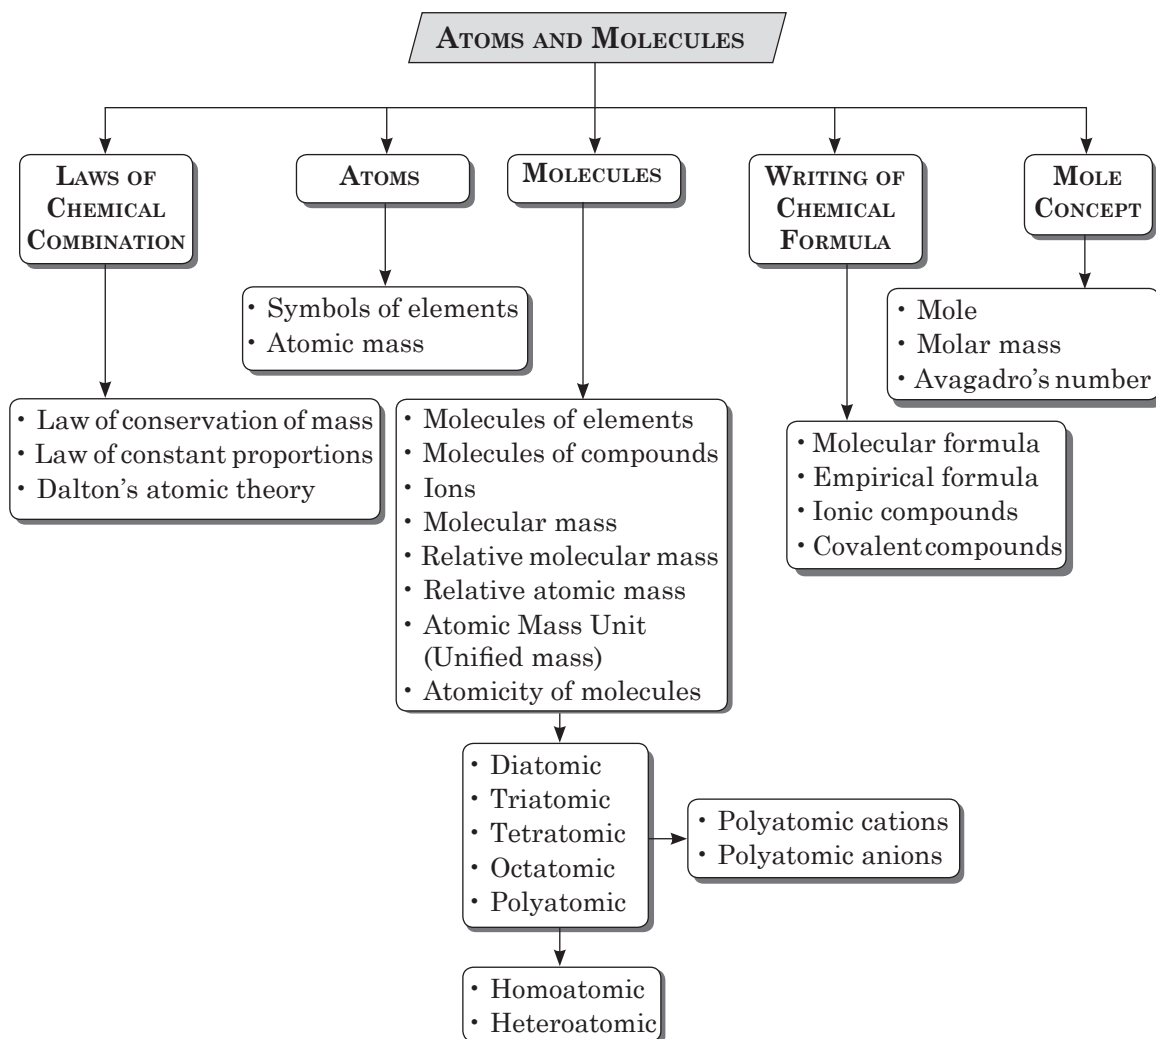 ATOMS AND MOLECULES
LAWS OF
CHEMICAL
COMBINATION
ATOMS
MOLECULES
WRITING OF
CHEMICAL
FORMULA
MOLE
CONCEPT
• Symbols of elements
• Atomic mass
• Mole
• Molar mass
• Avagadro's number
• Law of conservation of mass
• Law of constant proportions
• Dalton's atomic theory
• Molecules of elements
• Molecules of compounds
• Ions
• Molecular mass
• Relative molecular mass
• Relative atomic mass
• Atomic Mass Unit
(Unified mass)
• Atomicity of molecules
• Molecular formula
• Empirical formula
• Ionic compounds
• Covalent compounds
• Diatomic
• Triatomic
• Tetratomic
• Octatomic
• Polyatomic
• Polyatomic cations
• Polyatomic anions
• Homoatomic
• Heteroatomic